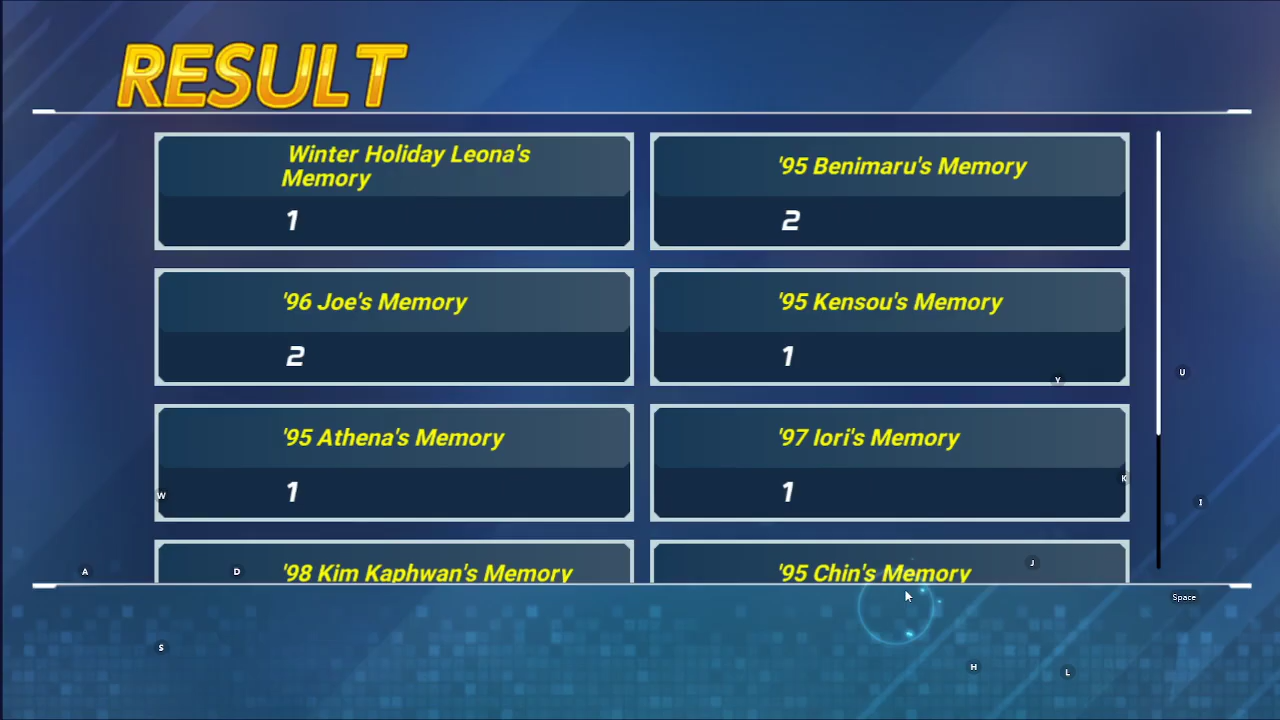 RESULT
Winter Holiday Leona's
Memory
1
'95 Benimaru's Memory
2
'96 Joe's Memory
2
'95 Kensou's Memory
1
Y
U
'95 Athena's Memory
1
'97 Iori's Memory
1
W
K
I
'98 Kim Kaphwan's Memory
'95 Chin's Memory
A
D
J
Space
S
H
L